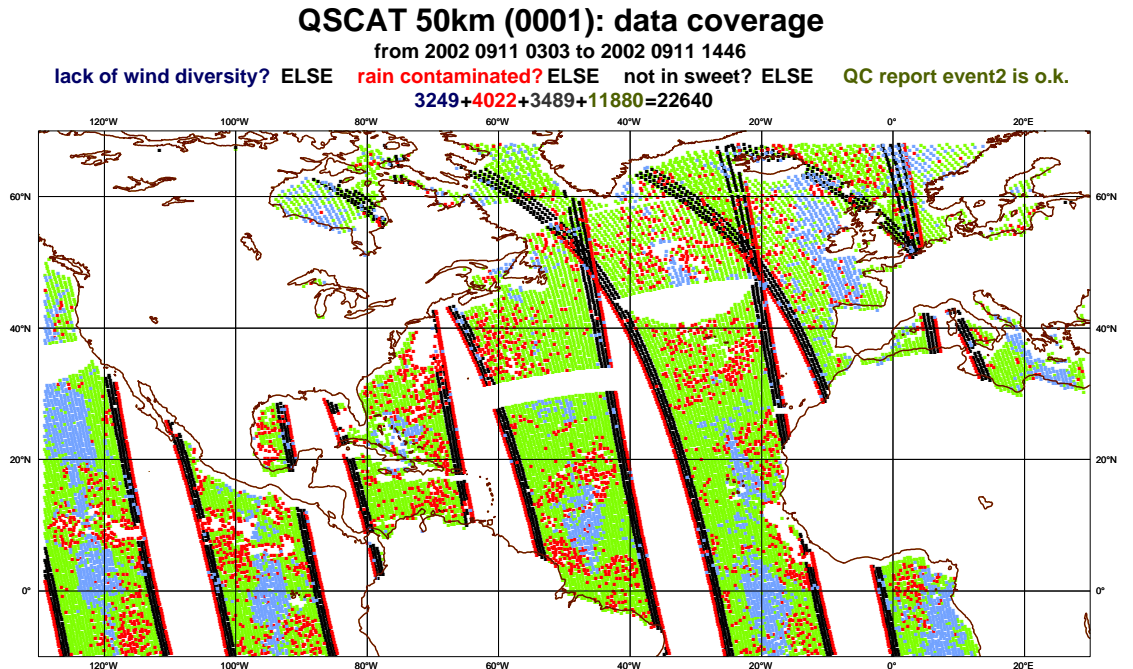 QSCAT 50km (0001): data coverage
from 2002 0911 0303 to 2002 0911 1446
lack of wind diversity? ELSE rain contaminated? ELSE not in sweet? ELSE QC report event2 is o.k.
3249+4022+3489+11880=22640
120°W 100°W 80°W 60°W 40°W 20°W 0° 20°E
60°N 60°N
40°N 40°N
20°N 20°N
0° 0°
120°W 100°W 80°W 60°W 40°W 20°W 0° 20°E